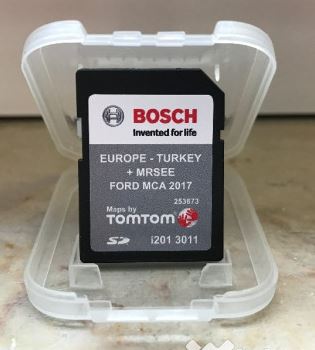 BOSCH
Invented for life
EUROPE - TURKEY
+ MRSEE
FORD MCA 2017
253673
Maps by
TOMTOM
SD
i201 3011